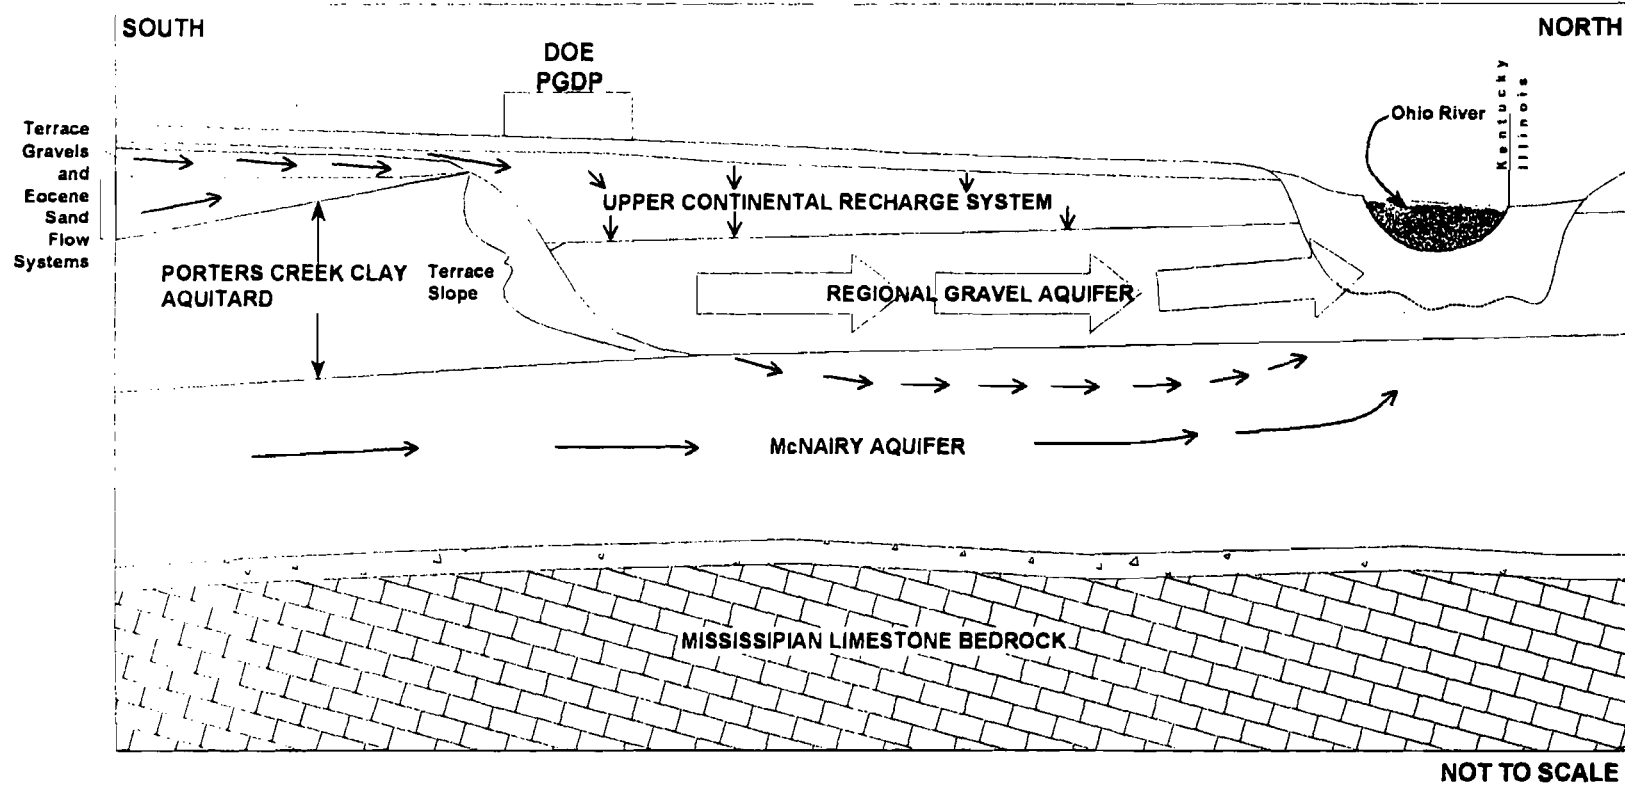 SOUTH
NORTH
DOE
PGDP
Kentucky
Illinois
Ohio River
Terrace
Gravels
and
Eocene
Sand
Flow
Systems
UPPER CONTINENTAL RECHARGE SYSTEM
PORTERS CREEK CLAY
AQUITARD
Terrace
Slope
REGIONAL GRAVEL AQUIFER
McNAIRY AQUIFER
MISSISSIPIAN LIMESTONE BEDROCK
NOT TO SCALE